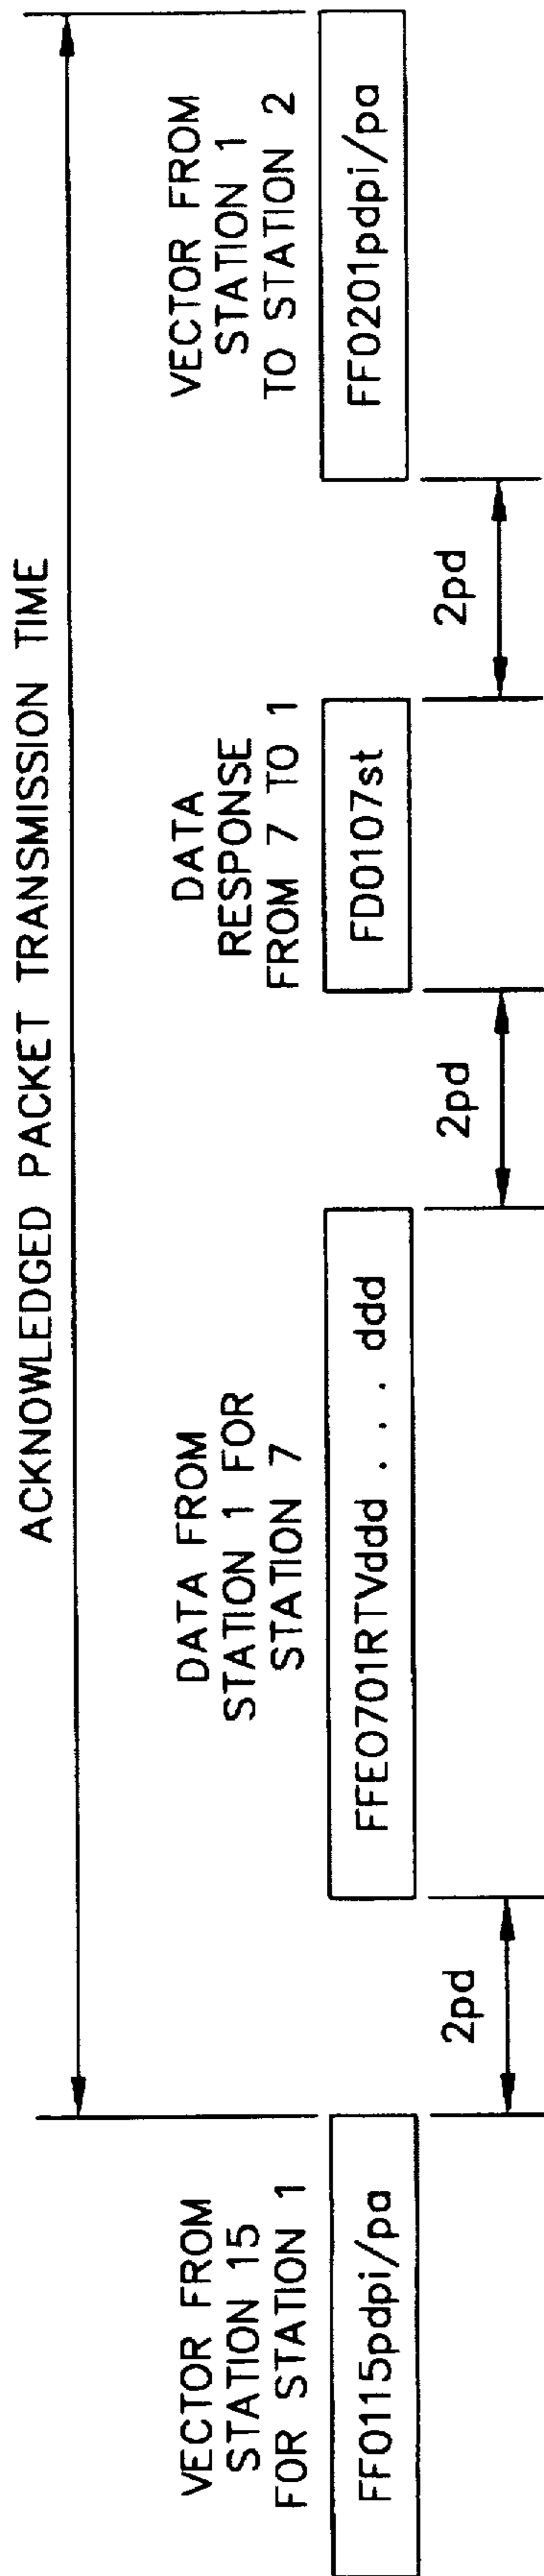 ACKNOWLEDGED PACKET TRANSMISSION TIME
VECTOR FROM
STATION 15
FOR STATION 1
FF0115pdpi/pa
2pd
DATA FROM
STATION 1 FOR
STATION 7
FFE0701RTVddd . . . ddd
2pd
DATA
RESPONSE
FROM 7 TO 1
FD0107st
2pd
VECTOR FROM
STATION 1
TO STATION 2
FF0201pdpi/pa